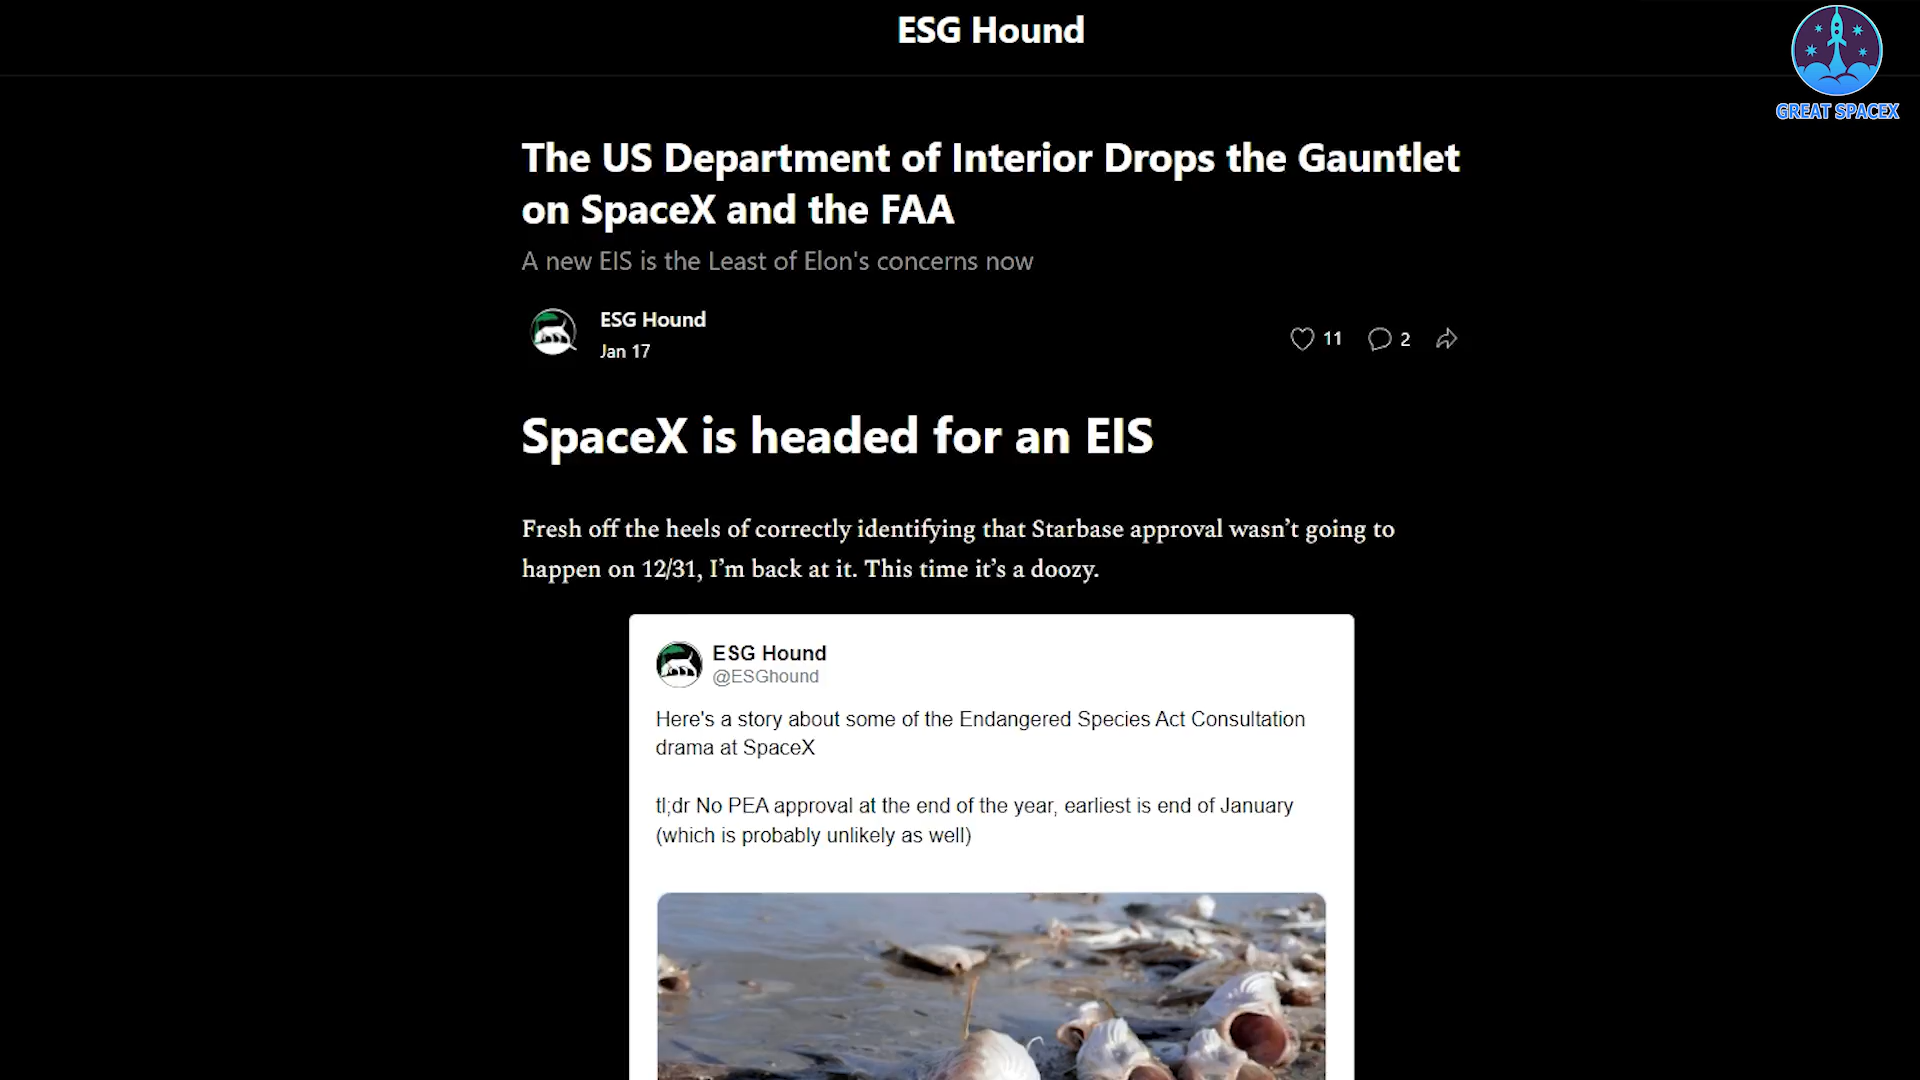 ESG Hound
GREAT SPACEX
The US Department of Interior Drops the Gauntlet
on SpaceX and the FAA
A new EIS is the Least of Elon's concerns now
ESG Hound
Jan 17
11
2
SpaceX is headed for an EIS
Fresh off the heels of correctly identifying that Starbase approval wasn’t going to
happen on 12/31, I’m back at it. This time it’s a doozy.
ESG Hound
@ESGhound
Here's a story about some of the Endangered Species Act Consultation
drama at SpaceX
tl;dr No PEA approval at the end of the year, earliest is end of January
(which is probably unlikely as well)